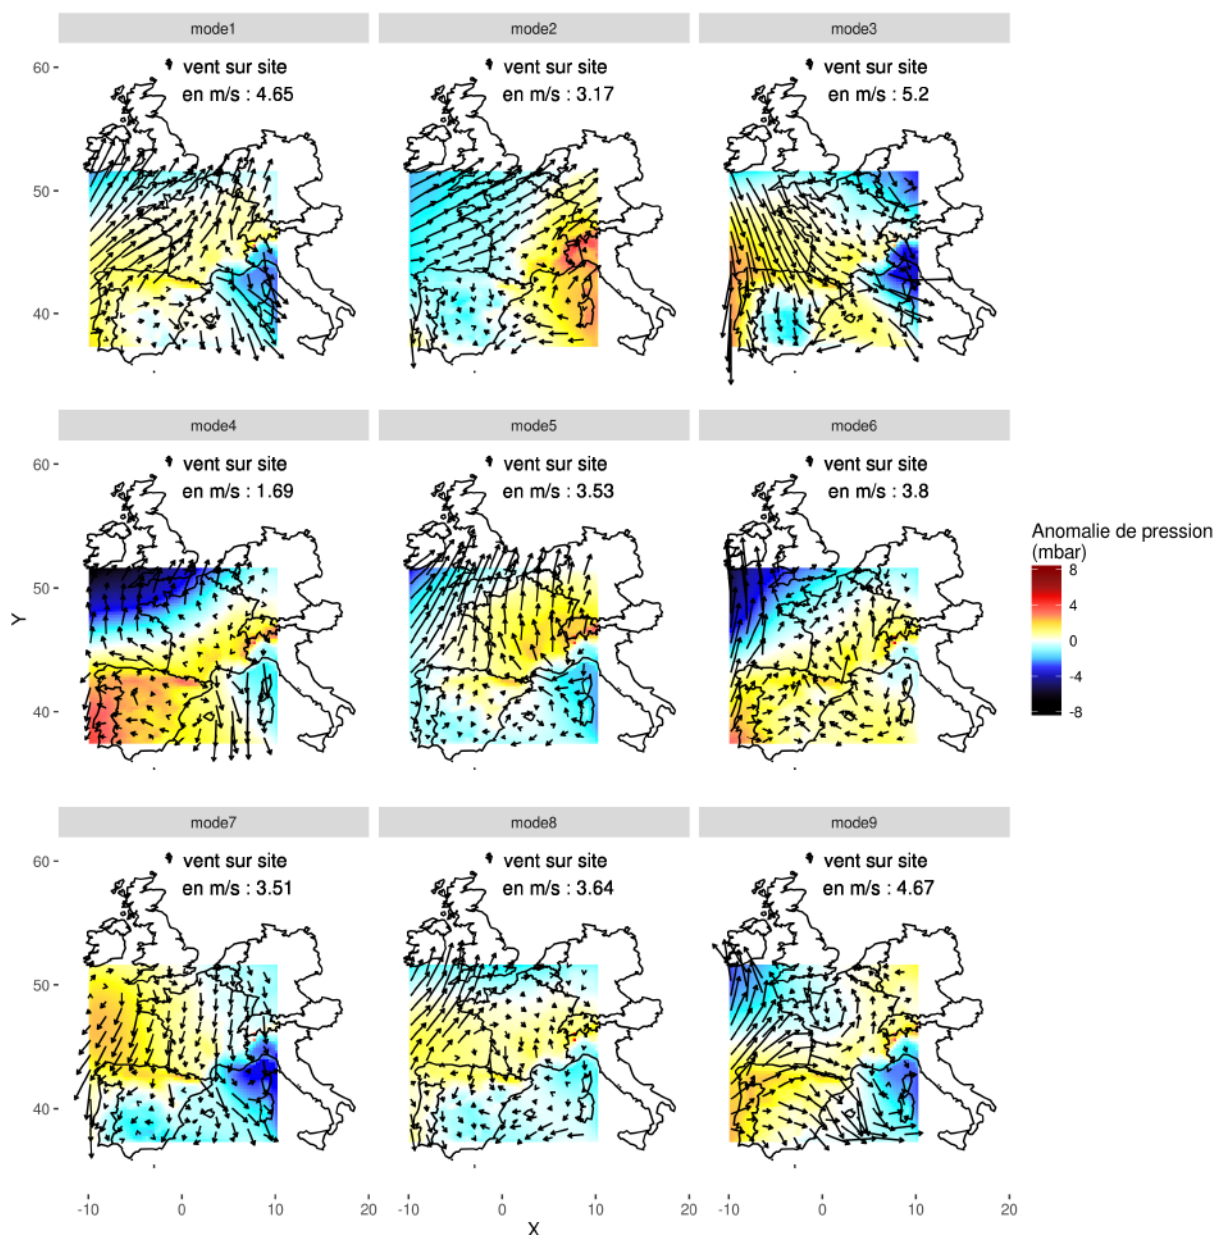 mode1
mode2
mode3
vent sur site
en m/s : 4.65
vent sur site
en m/s : 3.17
vent sur site
en m/s : 5.2
60
50
40
mode4
mode5
mode6
vent sur site
en m/s : 1.69
vent sur site
en m/s : 3.53
vent sur site
en m/s : 3.8
60
50
40
Y
Anomalie de pression
(mbar)
8
4
0
-4
-8
mode7
mode8
mode9
vent sur site
en m/s : 3.51
vent sur site
en m/s : 3.64
vent sur site
en m/s : 4.67
60
50
40
-10 0 10 20
-10 0 10 20
-10 0 10 20
X